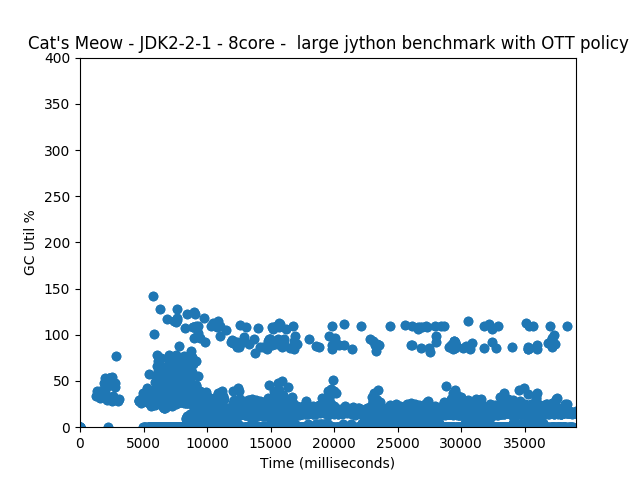 Cat's Meow - JDK2-2-1 - 8core -  large jython benchmark with OTT policy
400
350
300
250
200
150
100
50
0
GC Util %
0 5000 10000 15000 20000 25000 30000 35000
Time (milliseconds)